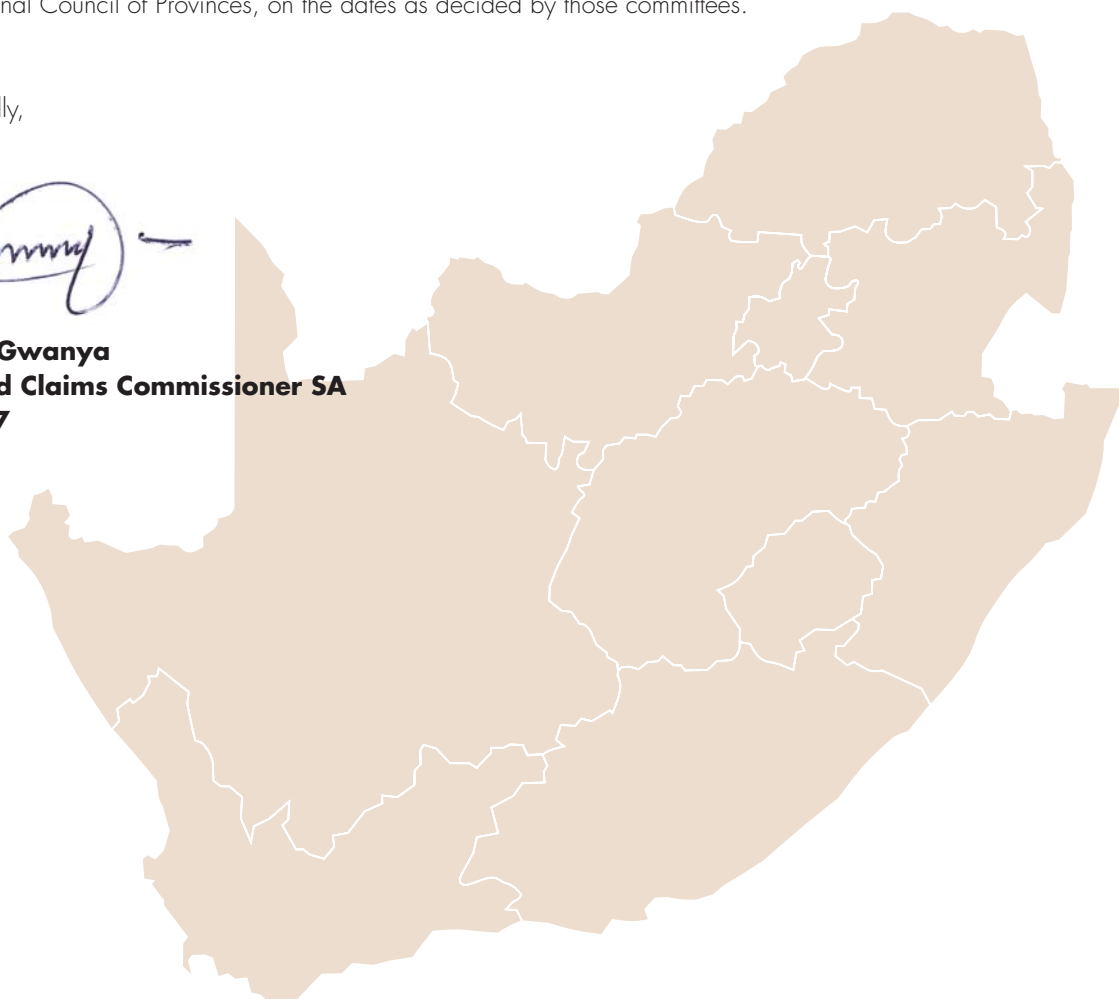 nal Council of Provinces, on the dates as decided by those committees.
lly,
Gwanya
d Claims Commissioner SA
7